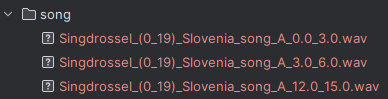 song
Singdrossel_(0_19)_Slovenia_song_A_0.0_3.0.wav
Singdrossel_(0_19)_Slovenia_song_A_3.0_6.0.wav
Singdrossel_(0_19)_Slovenia_song_A_12.0_15.0.wav